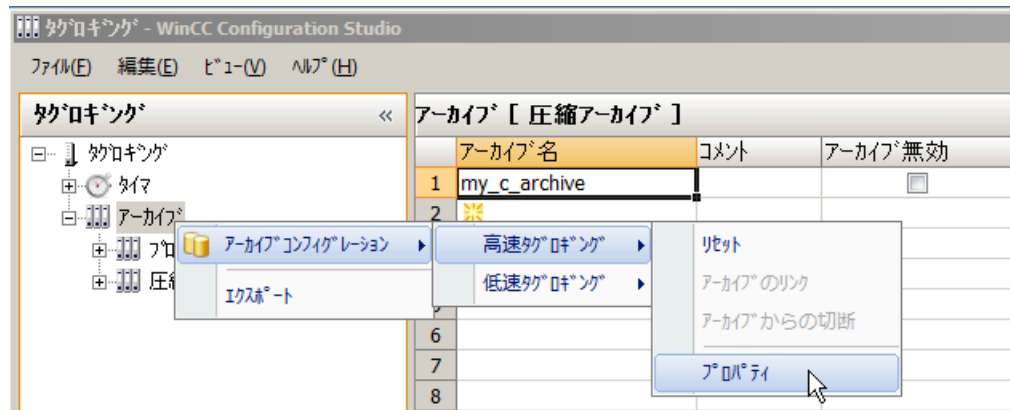 ﾀｸﾞﾛｷﾞﾝｸﾞ - WinCC Configuration Studio
ﾌｧｲﾙ(F) 編集(E) ﾋﾞｭｰ(V) ﾍﾙﾌﾟ(H)
ﾀｸﾞﾛｷﾞﾝｸﾞ «
ｱｰｶｲﾌﾞ [ 圧縮ｱｰｶｲﾌﾞ ]
ﾀｸﾞﾛｷﾞﾝｸﾞ
ﾀｲﾏ
ｱｰｶｲﾌﾞ
ﾌﾟﾛ
圧縮
ｱｰｶｲﾌﾞ名 ｺﾒﾝﾄ ｱｰｶｲﾌﾞ無効
1 my_c_archive
2
6
7
8
ｱｰｶｲﾌﾞｺﾝﾌｨｸﾞﾚｰｼｮﾝ
ｴｸｽﾎﾟｰﾄ
高速ﾀｸﾞﾛｷﾞﾝｸﾞ
低速ﾀｸﾞﾛｷﾞﾝｸﾞ
ﾘｾｯﾄ
ｱｰｶｲﾌﾞのﾘﾝｸ
ｱｰｶｲﾌﾞからの切断
ﾌﾟﾛﾊﾟﾃｨ